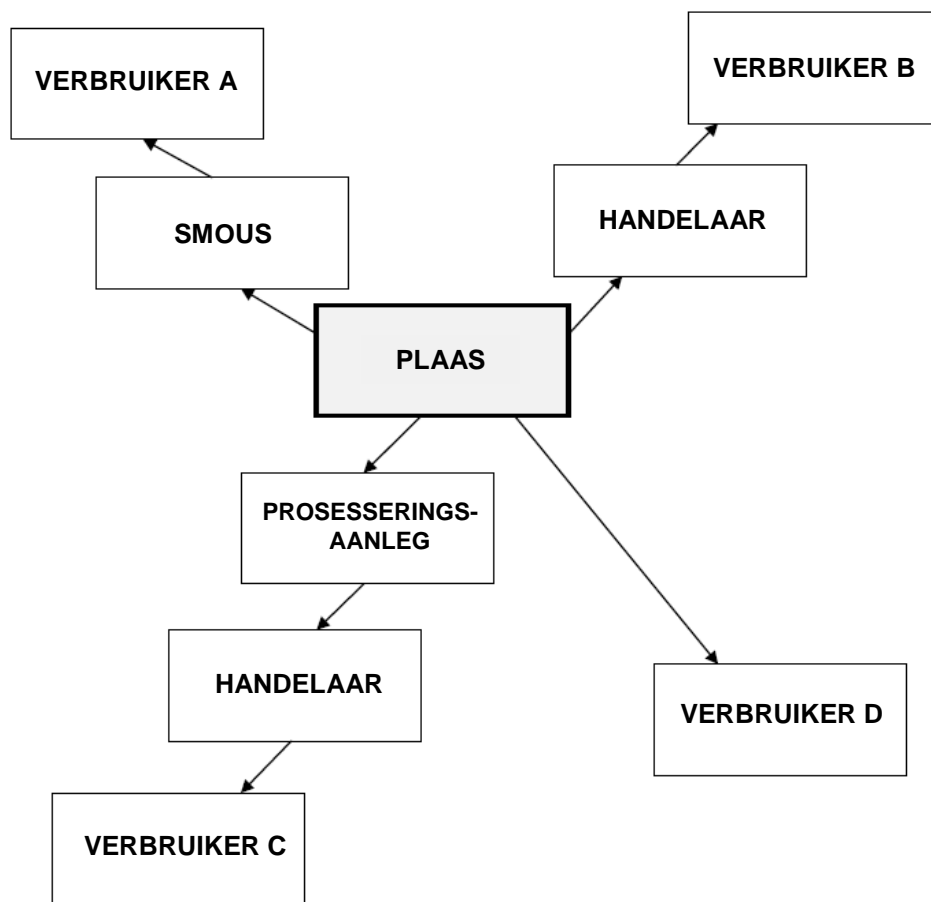 VERBRUIKER A
VERBRUIKER B
SMOUS
HANDELAAR
PLAAS
PROSESSERINGS-
AANLEG
HANDELAAR
VERBRUIKER D
VERBRUIKER C